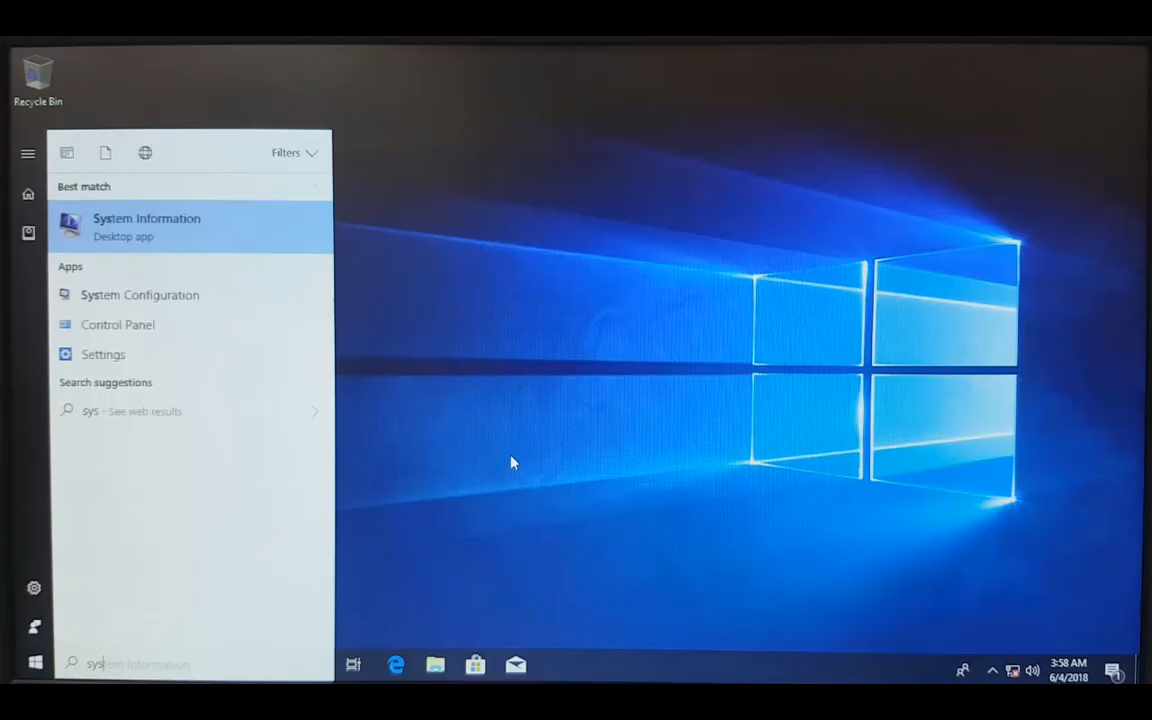 Recycle Bin
Filters
Best match
System Information
Desktop app
Apps
System Configuration
Control Panel
Settings
Search suggestions
sys - See web results
system Information
3:58 AM
6/4/2018
1